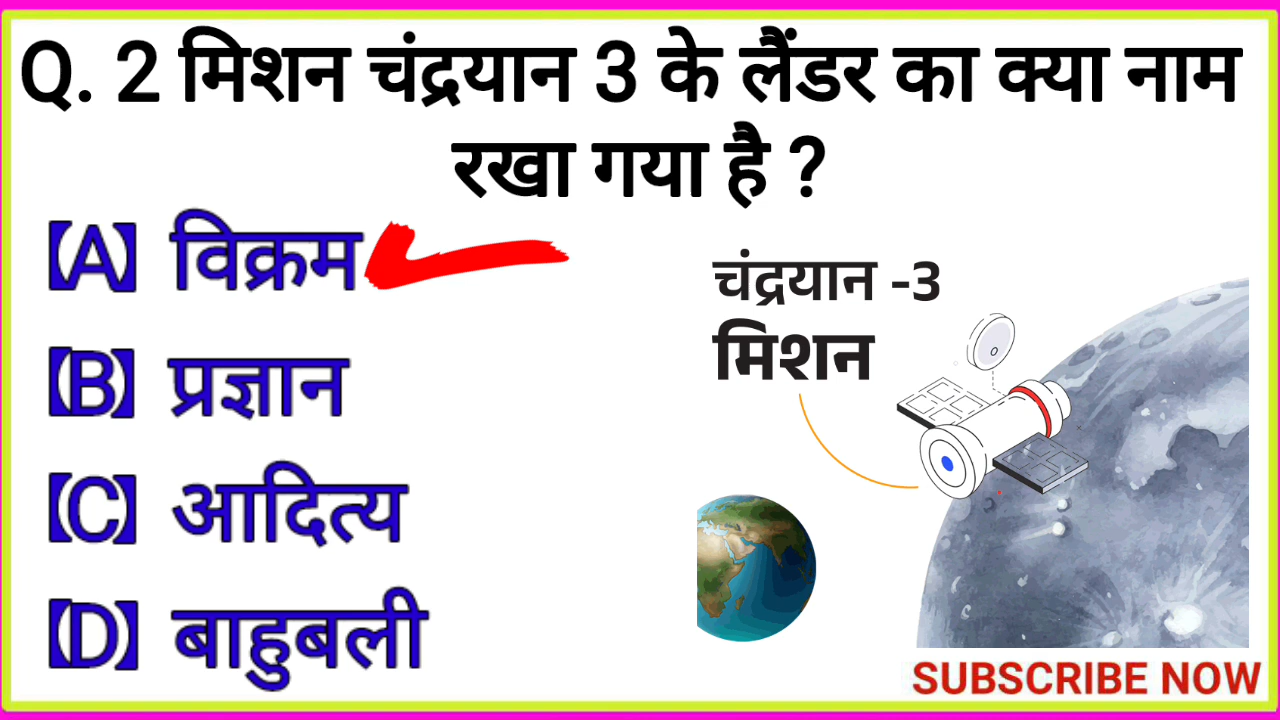 Q. 2 मिशन चंद्रयान 3 के लैंडर का क्या नाम
रखा गया है ?
【A】 विक्रम
【B】 प्रज्ञान
【C】 आदित्य
【D】 बाहुबली
चंद्रयान -3
मिशन
SUBSCRIBE NOW